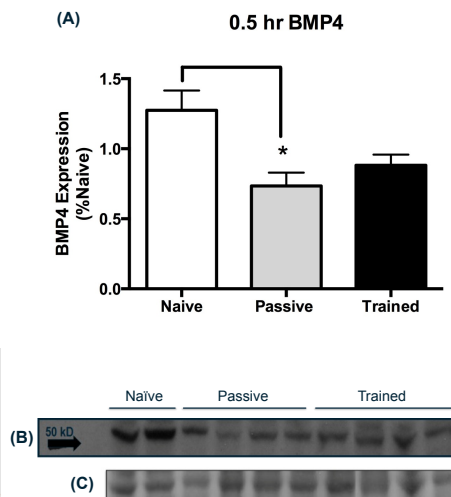 (A)
0.5 hr BMP4
BMP4 Expression
(%Naive)
1.5
1.0
0.5
0.0
*
Naive Passive Trained
Naïve Passive Trained
(B)
50 kD
(C)